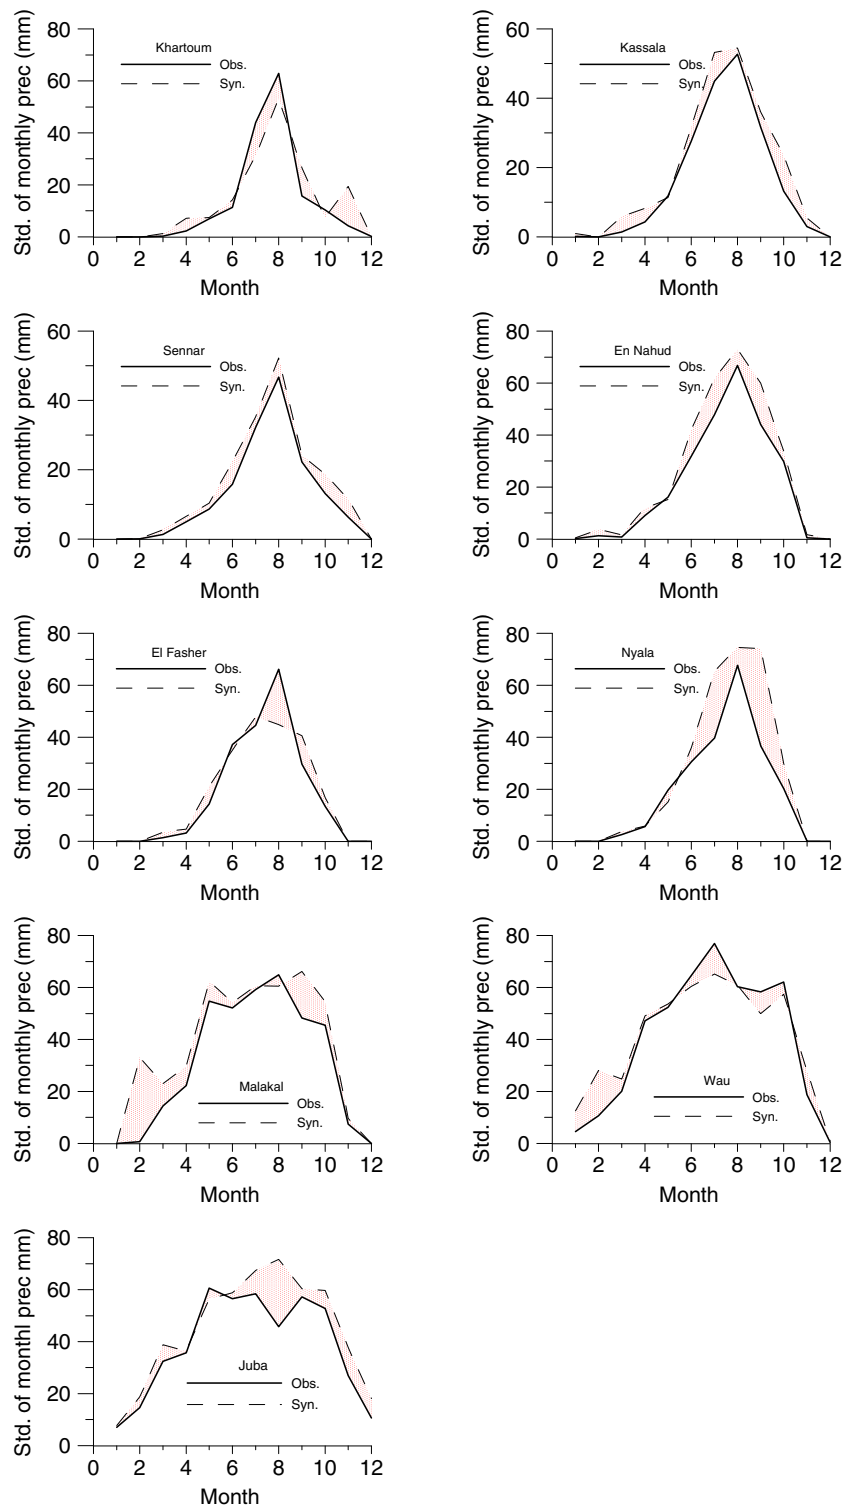 Std. of monthly prec (mm)
80
60
40
20
0
Khartoum
Obs.
Syn.
0 2 4 6 8 10 12
Month
Std. of monthly prec (mm)
60
40
20
0
Kassala
Obs.
Syn.
0 2 4 6 8 10 12
Month
Std. of monthly prec (mm)
60
40
20
0
Sennar
Obs.
Syn.
0 2 4 6 8 10 12
Month
Std. of monthly prec (mm)
80
60
40
20
0
En Nahud
Obs.
Syn.
0 2 4 6 8 10 12
Month
Std. of monthly prec (mm)
80
60
40
20
0
El Fasher
Obs.
Syn.
0 2 4 6 8 10 12
Month
Std. of monthly prec (mm)
80
60
40
20
0
Nyala
Obs.
Syn.
0 2 4 6 8 10 12
Month
Std. of monthly prec (mm)
80
60
40
20
0
Malakal
Obs.
Syn.
0 2 4 6 8 10 12
Month
Std. of monthly prec (mm)
80
60
40
20
0
Wau
Obs.
Syn.
0 2 4 6 8 10 12
Month
Std. of monthl prec mm)
80
60
40
20
0
Juba
Obs.
Syn.
0 2 4 6 8 10 12
Month